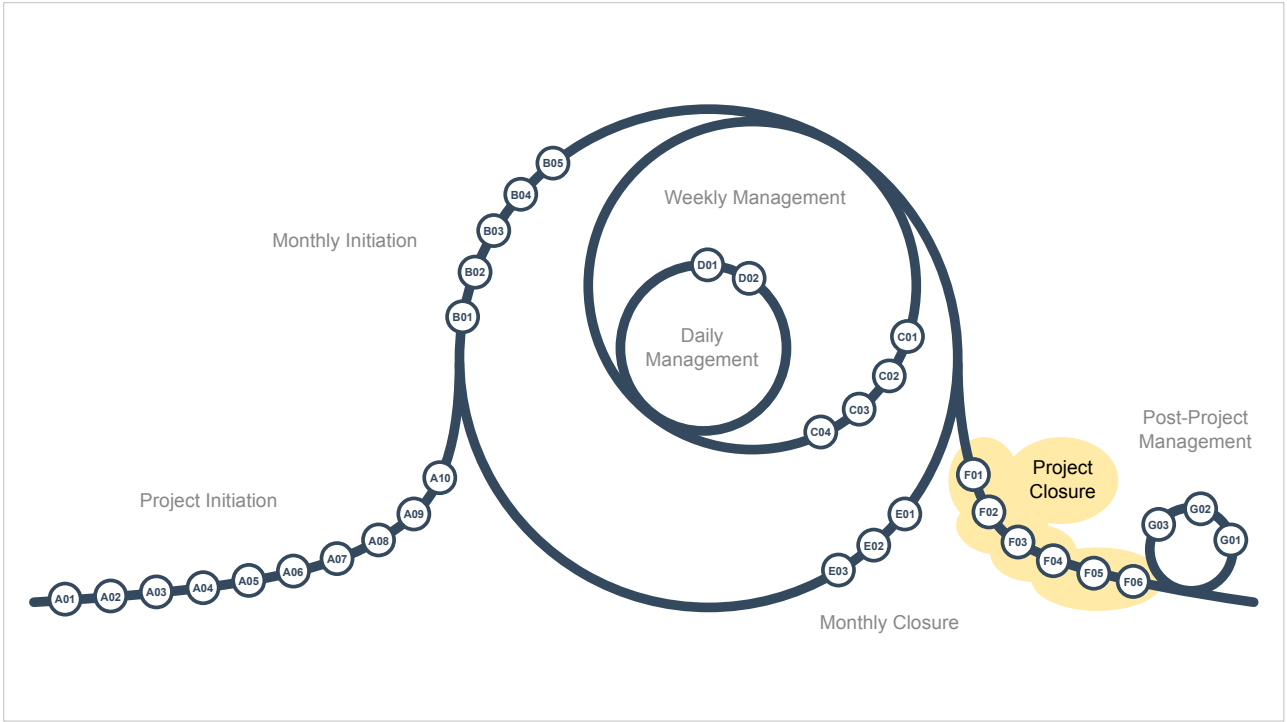 B05
B04
Weekly Management
B03
Monthly Initiation
D01
B02
D02
B01
Daily
Management
C01
C02
C03
C04
Post-Project
Management
Project
Closure
F01
A10
Project Initiation
G02
F02
E01
A09
G03
A08
F03
G01
E02
A07
F04
A06
E03
F05
A05
F06
A04
A03
A02
A01
Monthly Closure